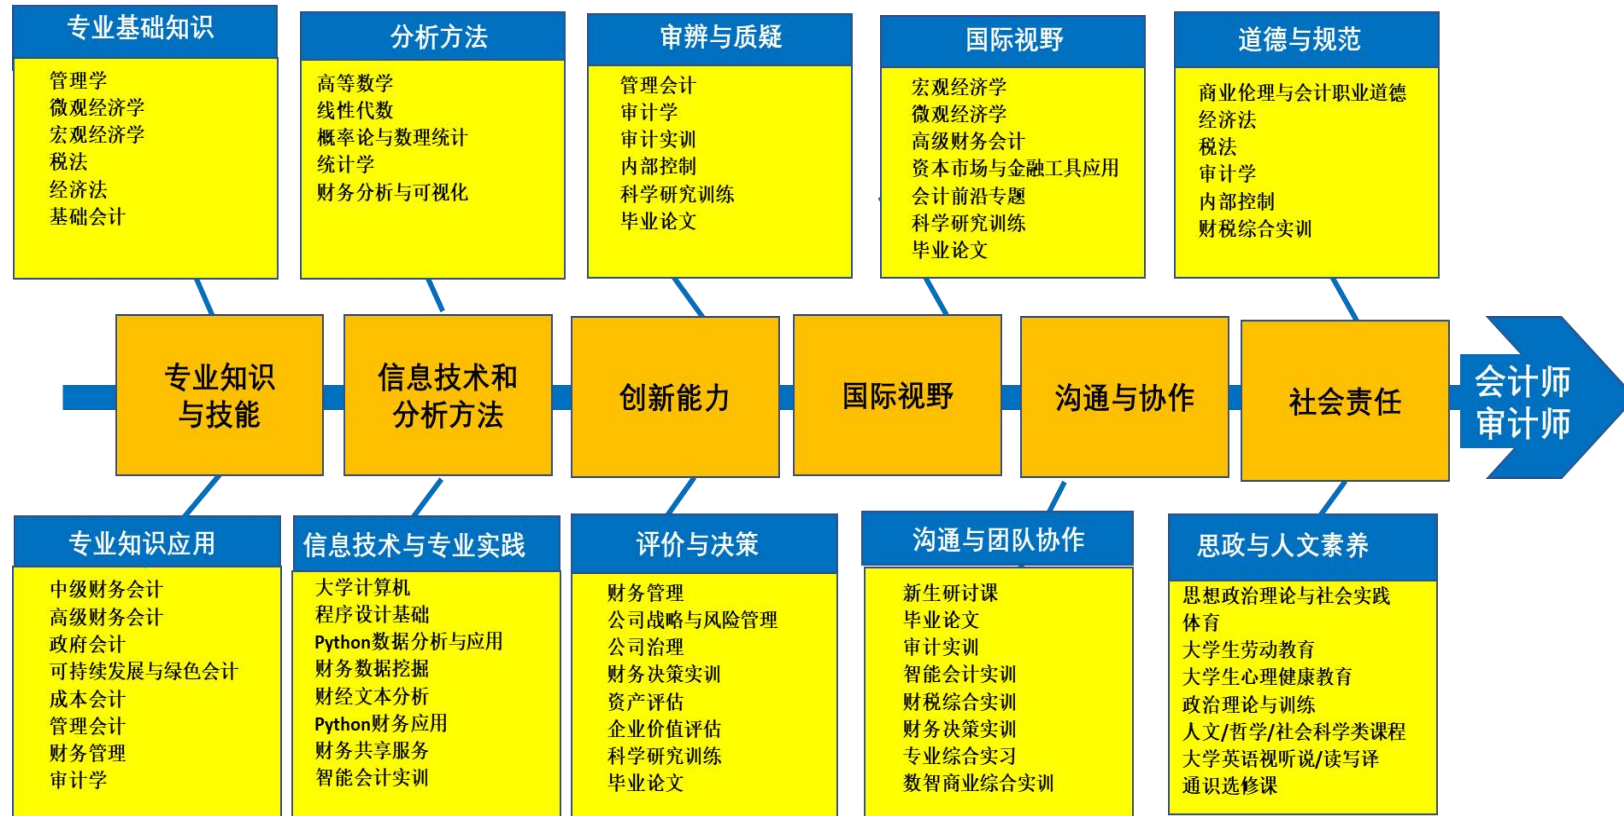 专业基础知识
管理学
微观经济学
宏观经济学
税法
经济法
基础会计
分析方法
高等数学
线性代数
概率论与数理统计
统计学
财务分析与可视化
审辨与质疑
管理会计
审计学
审计实训
内部控制
科学研究训练
毕业论文
国际视野
宏观经济学
微观经济学
高级财务会计
资本市场与金融工具应用
会计前沿专题
科学研究训练
毕业论文
道德与规范
商业伦理与会计职业道德
经济法
税法
审计学
内部控制
财税综合实训
专业知识
与技能
信息技术和
分析方法
创新能力
国际视野
沟通与协作
社会责任
会计师
审计师
专业知识应用
中级财务会计
高级财务会计
政府会计
可持续发展与绿色会计
成本会计
管理会计
财务管理
审计学
信息技术与专业实践
大学计算机
程序设计基础
Python数据分析与应用
财务数据挖掘
财经文本分析
Python财务应用
财务共享服务
智能会计实训
评价与决策
财务管理
公司战略与风险管理
公司治理
财务决策实训
资产评估
企业价值评估
科学研究训练
毕业论文
沟通与团队协作
新生研讨课
毕业论文
审计实训
智能会计实训
财税综合实训
财务决策实训
专业综合实习
数智商业综合实训
思政与人文素养
思想政治理论与社会实践
体育
大学生劳动教育
大学生心理健康教育
政治理论与训练
人文/哲学/社会科学类课程
大学英语视听说/读写译
通识选修课